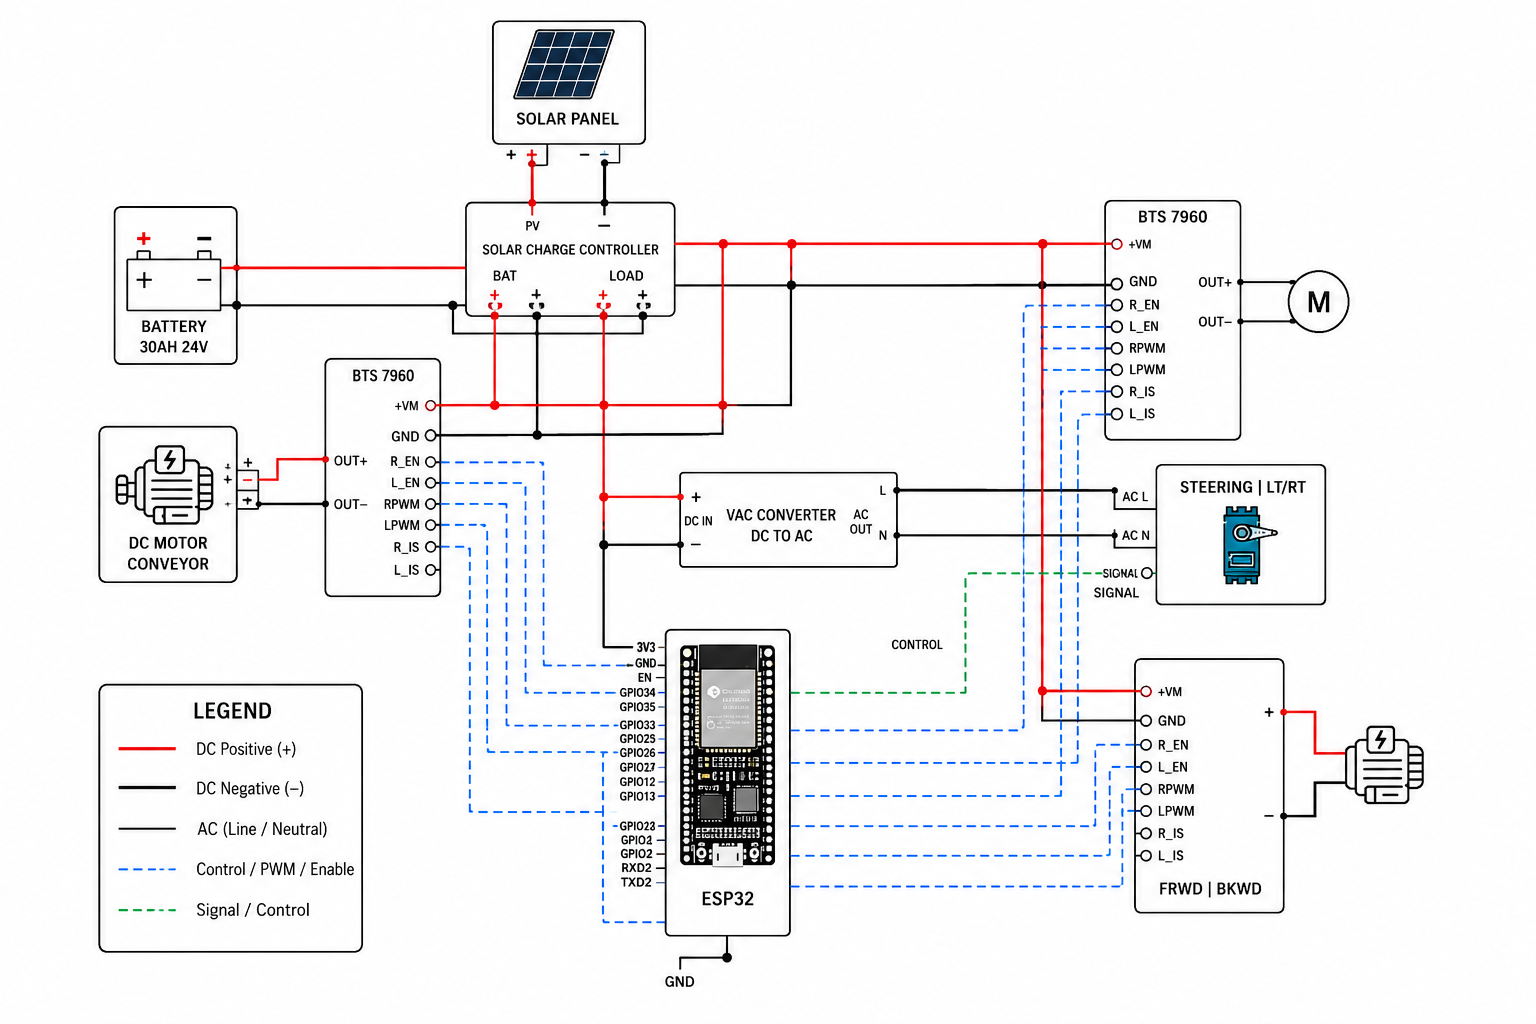 SOLAR PANEL
+ + − −
PV −
SOLAR CHARGE CONTROLLER
BAT LOAD
+ + + +
+ −
+ −
BATTERY
30AH 24V
BTS 7960
+VM
GND
R_EN
L_EN
RPWM
LPWM
R_IS
L_IS
OUT+
OUT−
M
BTS 7960
+VM
GND
OUT+
R_EN
L_EN
RPWM
OUT−
LPWM
R_IS
L_IS
+
+ −
+
DC MOTOR
CONVEYOR
+ L
DC IN VAC CONVERTER AC
DC TO AC OUT
− N
STEERING | LT/RT
AC L
AC N
SIGNAL
SIGNAL
CONTROL
3V3
GND
EN
GPIO34
GPIO35
GPIO33
GPIO25
GPIO26
GPIO27
GPIO12
GPIO13
GPIO23
GPIO2
GPIO2
RXD2
TXD2
ESP32
GND
+VM
+
GND
R_EN
L_EN
RPWM
LPWM
−
R_IS
L_IS
FRWD | BKWD
LEGEND
DC Positive (+)
DC Negative (−)
AC (Line / Neutral)
Control / PWM / Enable
Signal / Control